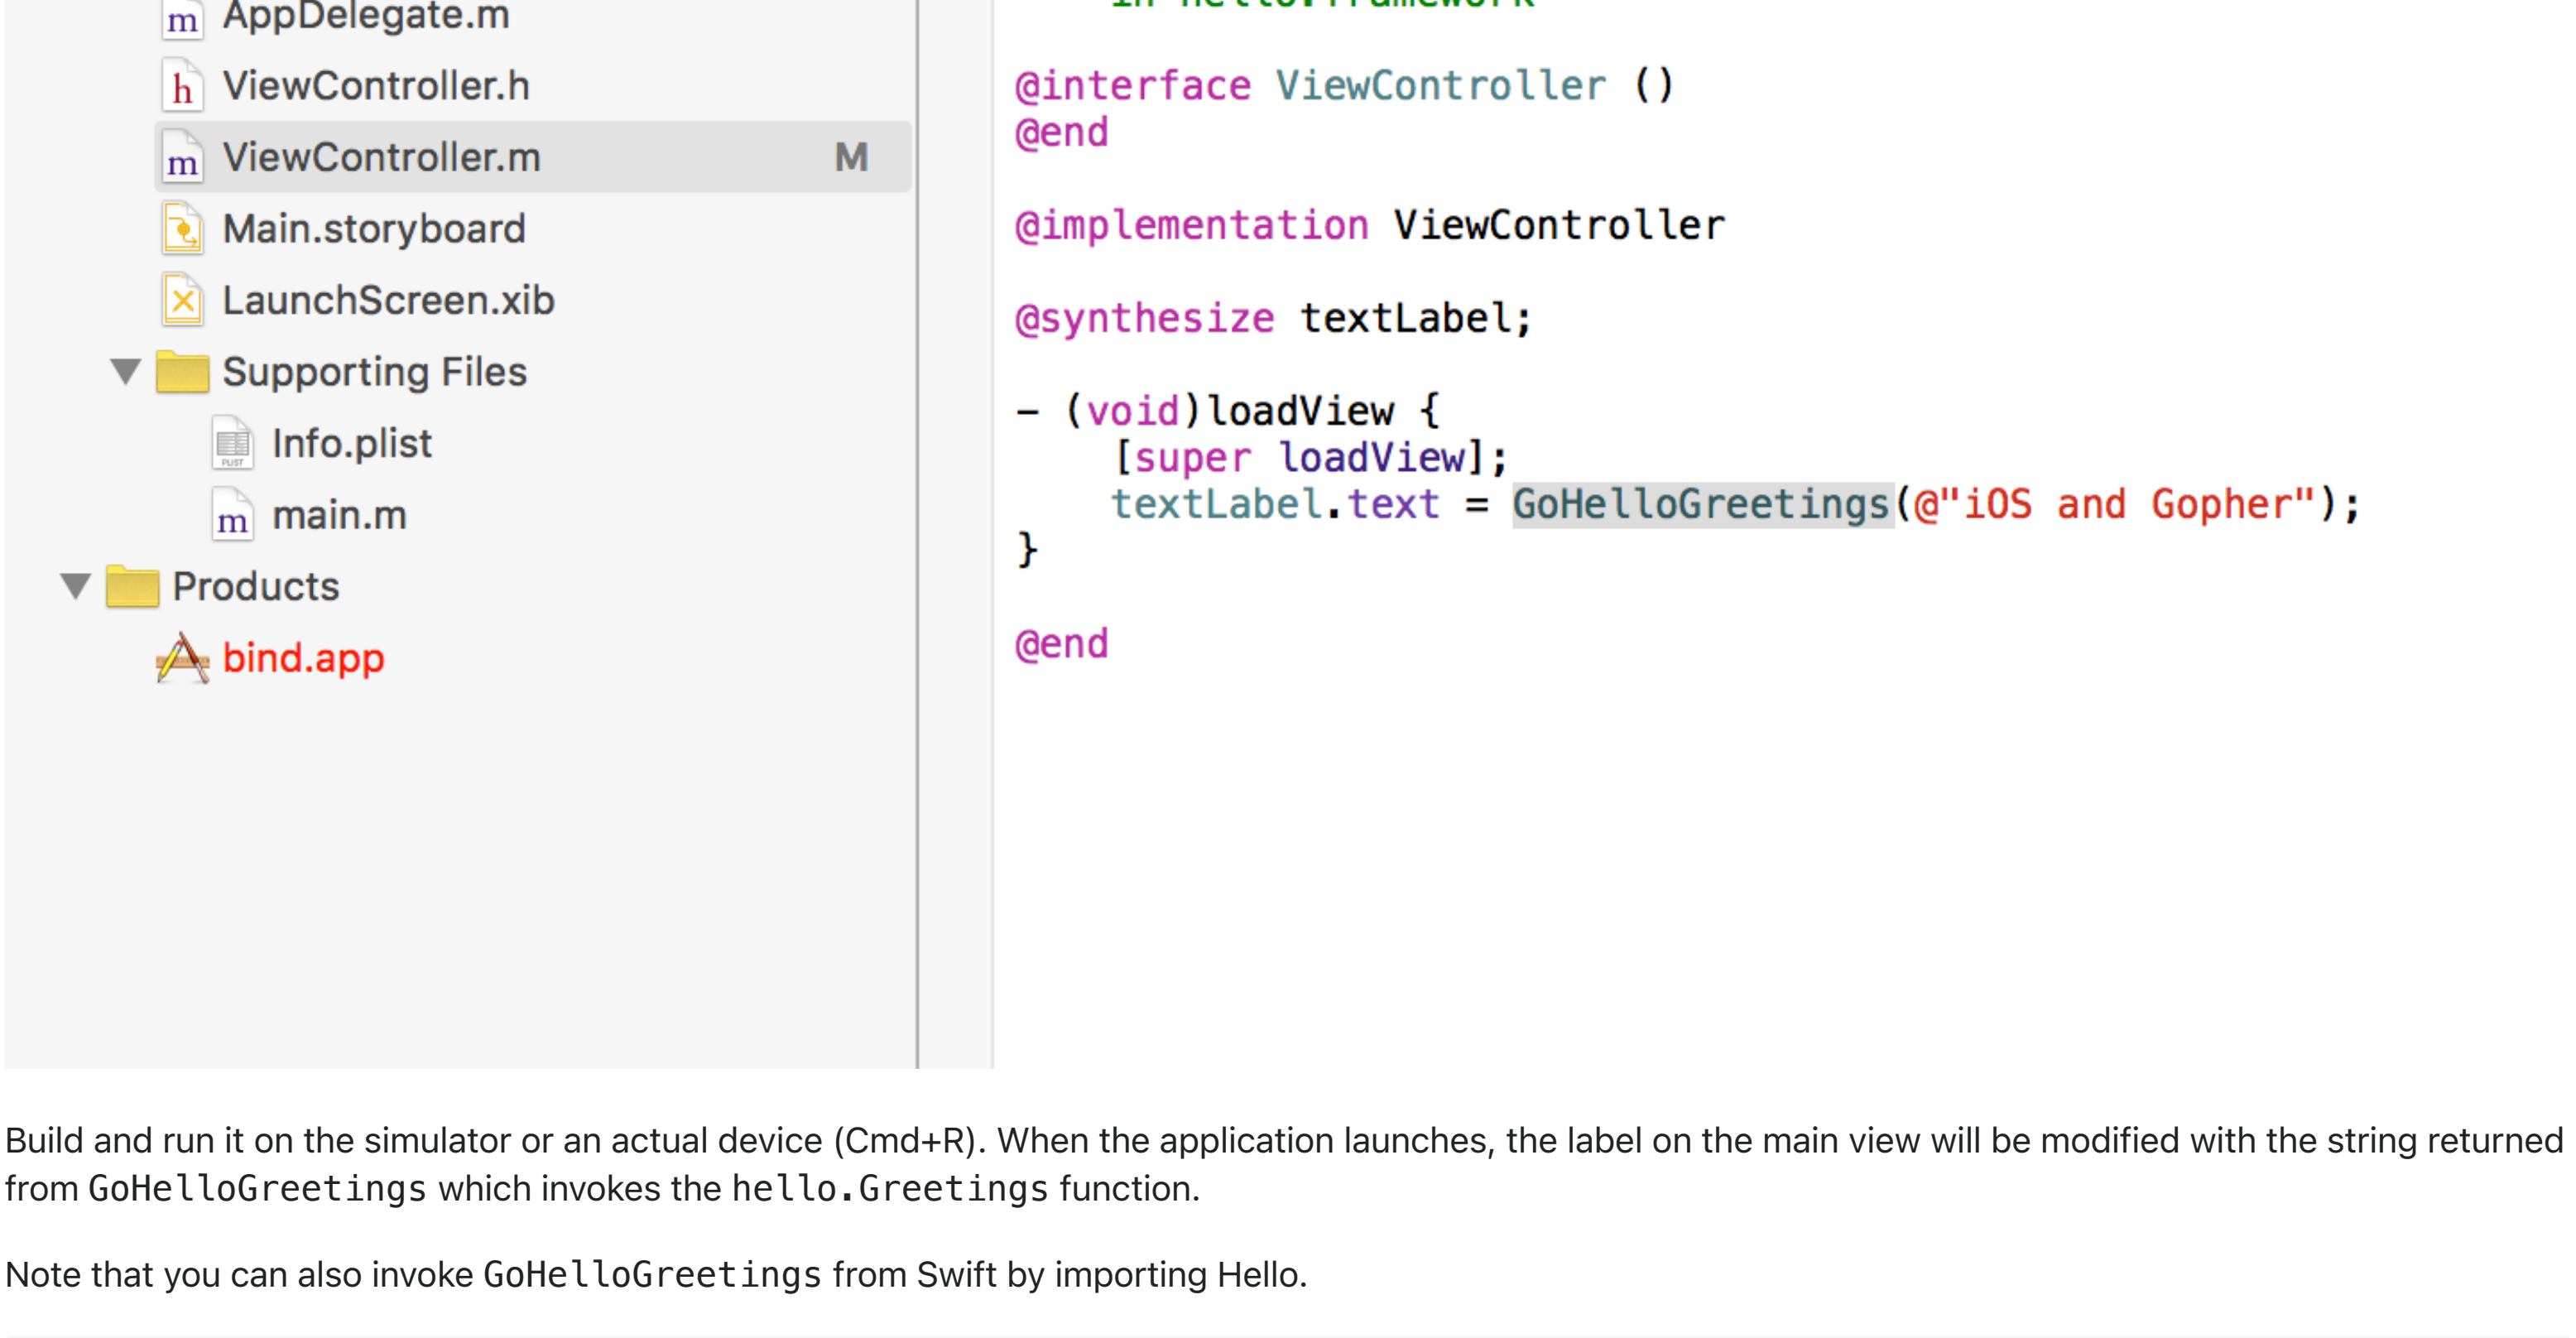 AppDelegate.m
ViewController.h
ViewController.m M
Main.storyboard
LaunchScreen.xib
Supporting Files
Info.plist
main.m
Products
bind.app
in hello.framework
@interface ViewController ()
@end
@implementation ViewController
@synthesize textLabel;
- (void)loadView {
[super loadView];
textLabel.text = GoHelloGreetings(@"iOS and Gopher");
}
@end
Build and run it on the simulator or an actual device (Cmd+R). When the application launches, the label on the main view will be modified with the string returned
from GoHelloGreetings which invokes the hello.Greetings function.
Note that you can also invoke GoHelloGreetings from Swift by importing Hello.